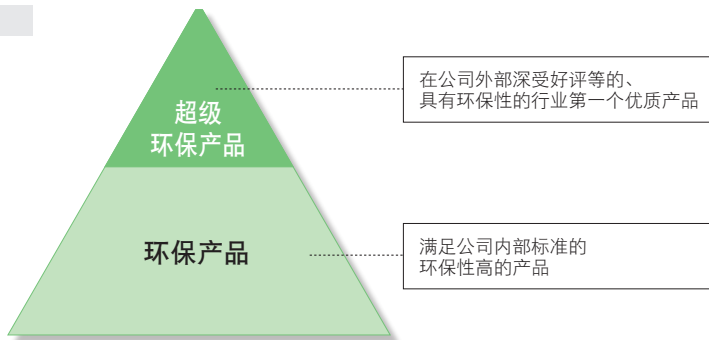 超级
环保产品
在公司外部深受好评等的、
具有环保性的行业第一个优质产品
环保产品
满足公司内部标准的
环保性高的产品